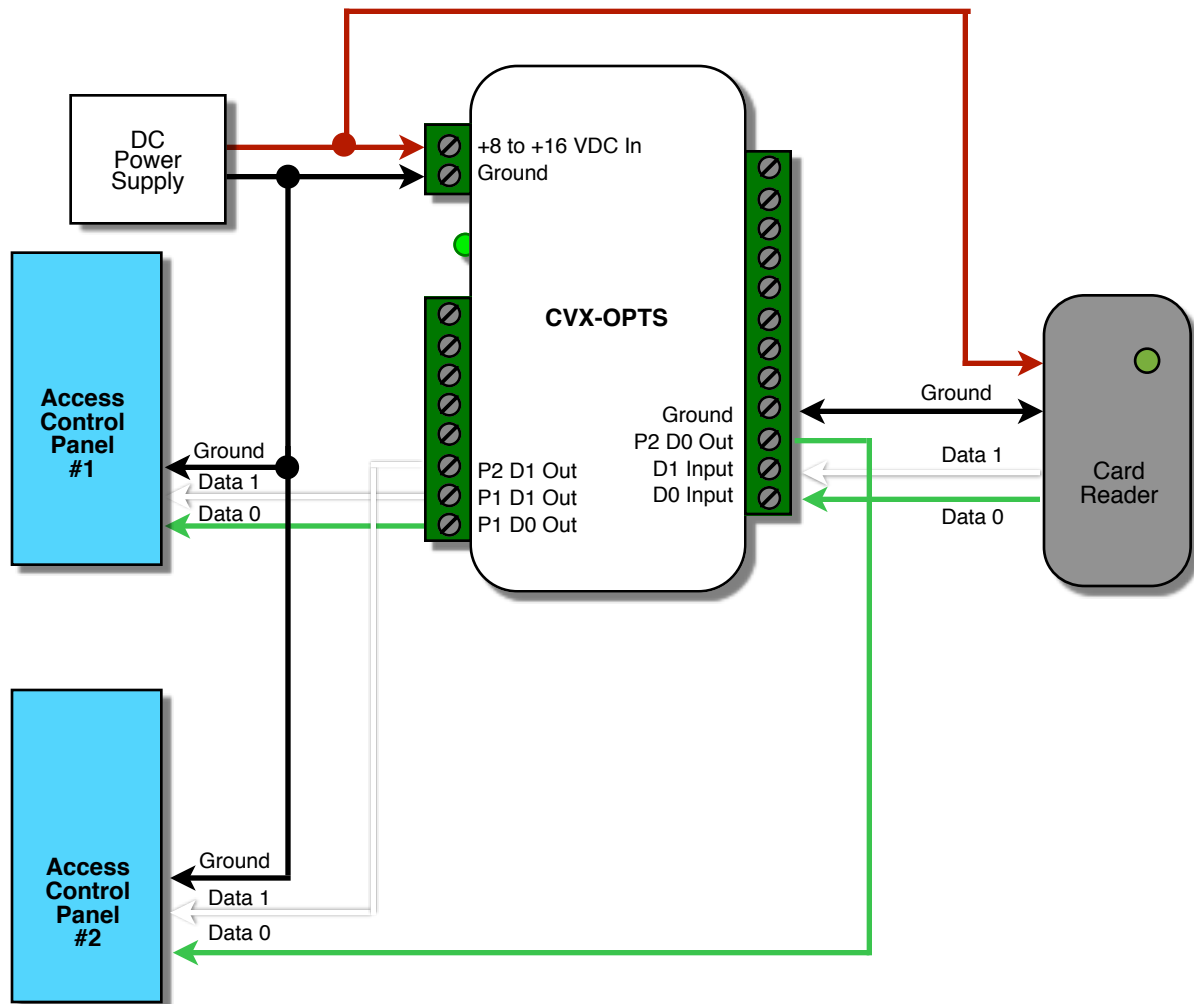 DC
Power
Supply
+8 to +16 VDC In
Ground
CVX-OPTS
Access
Control
Panel
#1
Ground
Data 1
Data 0
P2 D1 Out
P1 D1 Out
P1 D0 Out
Ground
P2 D0 Out
D1 Input
D0 Input
Ground
Data 1
Data 0
Card
Reader
Access
Control
Panel
#2
Ground
Data 1
Data 0